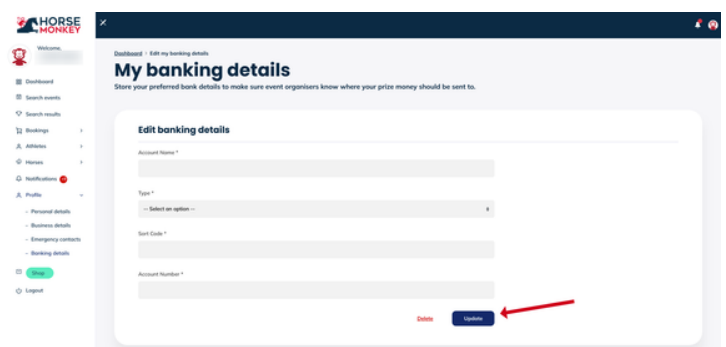 HORSE
MONKEY
Welcome,
Dashboard
Search events
Search results
Bookings
Athletes
Horses
Notifications
Profile
- Personal details
- Business details
- Emergency contacts
- Banking details
Shop
Logout
Dashboard › Edit my banking details
My banking details
Store your preferred bank details to make sure event organisers know where your prize money should be sent to.
Edit banking details
Account Name *
Type *
-- Select an option --
Sort Code *
Account Number *
Delete
Update